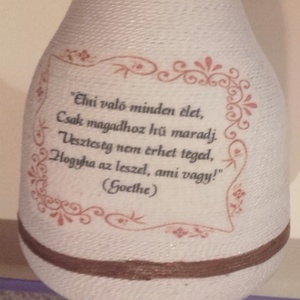 "Élni való minden élet,
Csak magadhoz hű maradj.
Veszteség nem érhet téged,
Hogyha az leszel, ami vagy!"
(Goethe)